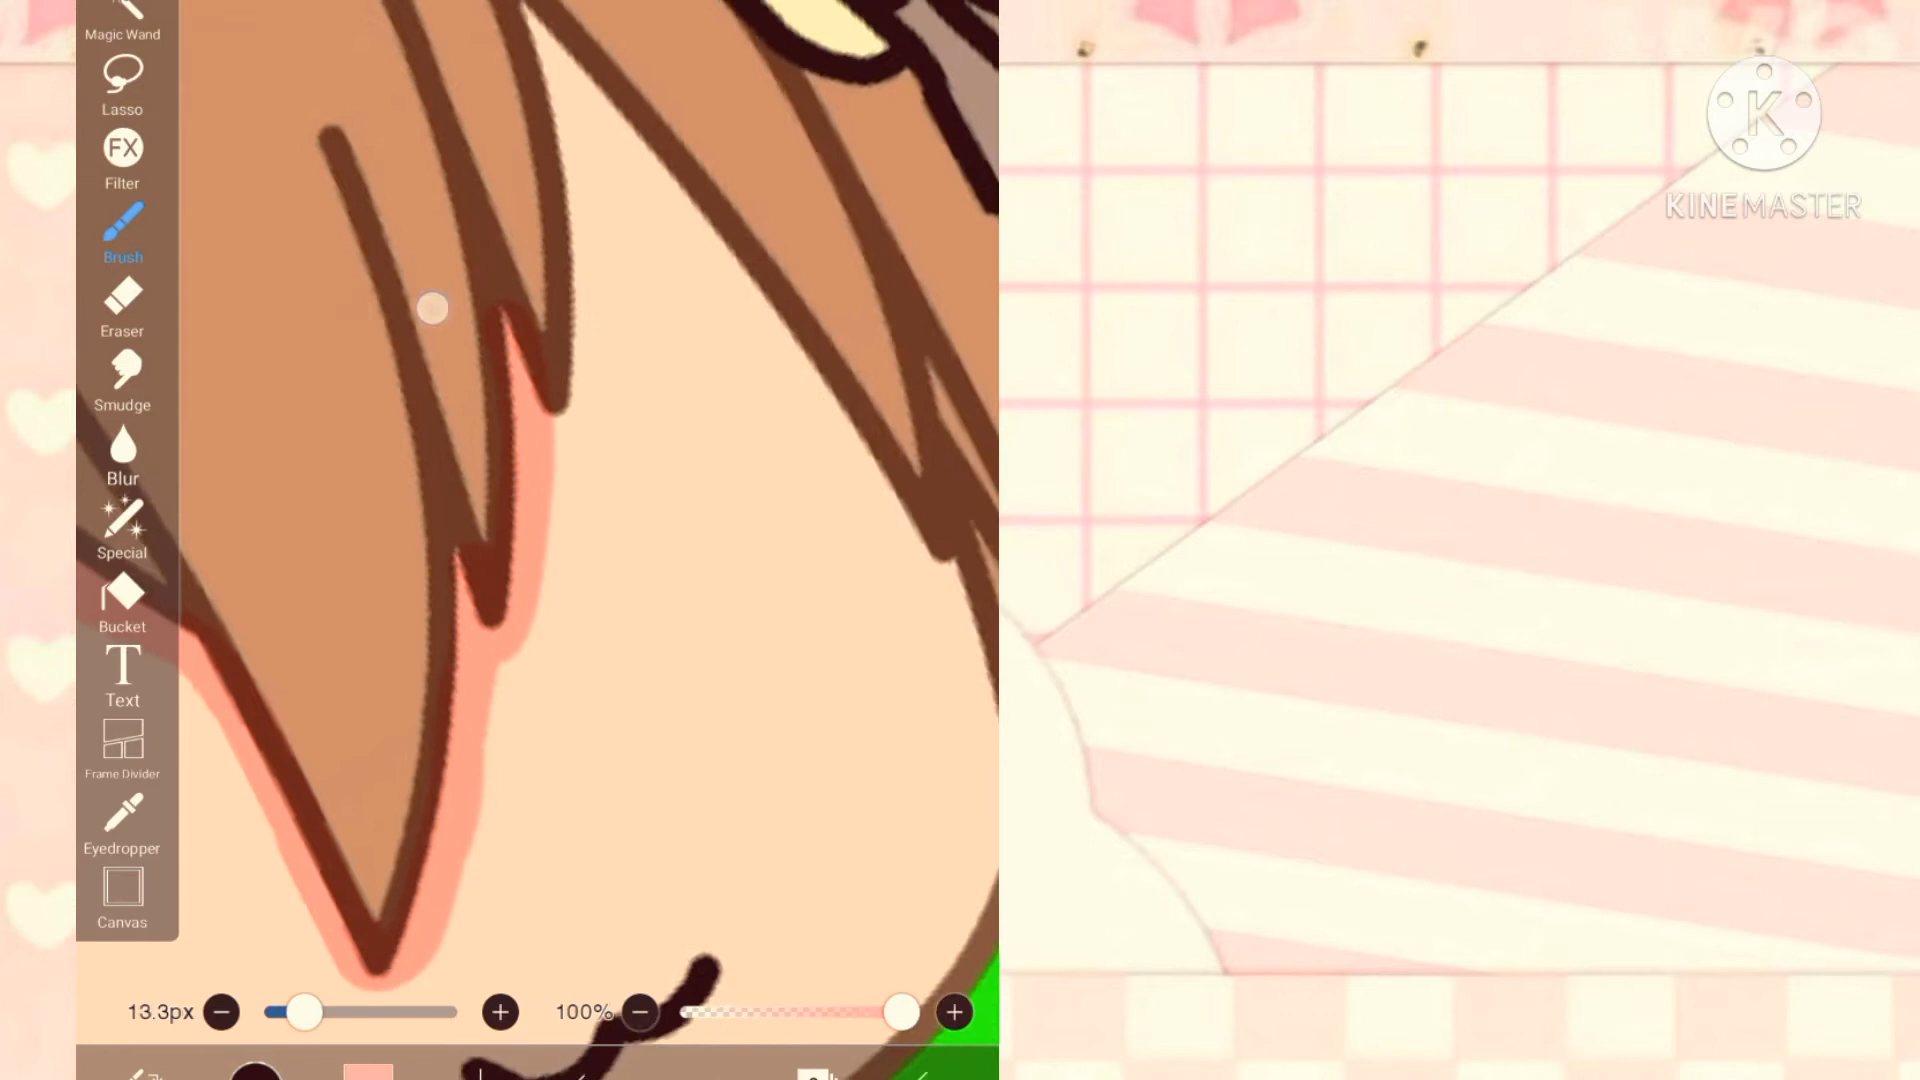 Magic Wand
Lasso
FX
Filter
Brush
Eraser
Smudge
Blur
Special
Bucket
T
Text
Frame Divider
Eyedropper
Canvas
13.3px
100%
K
KINEMASTER